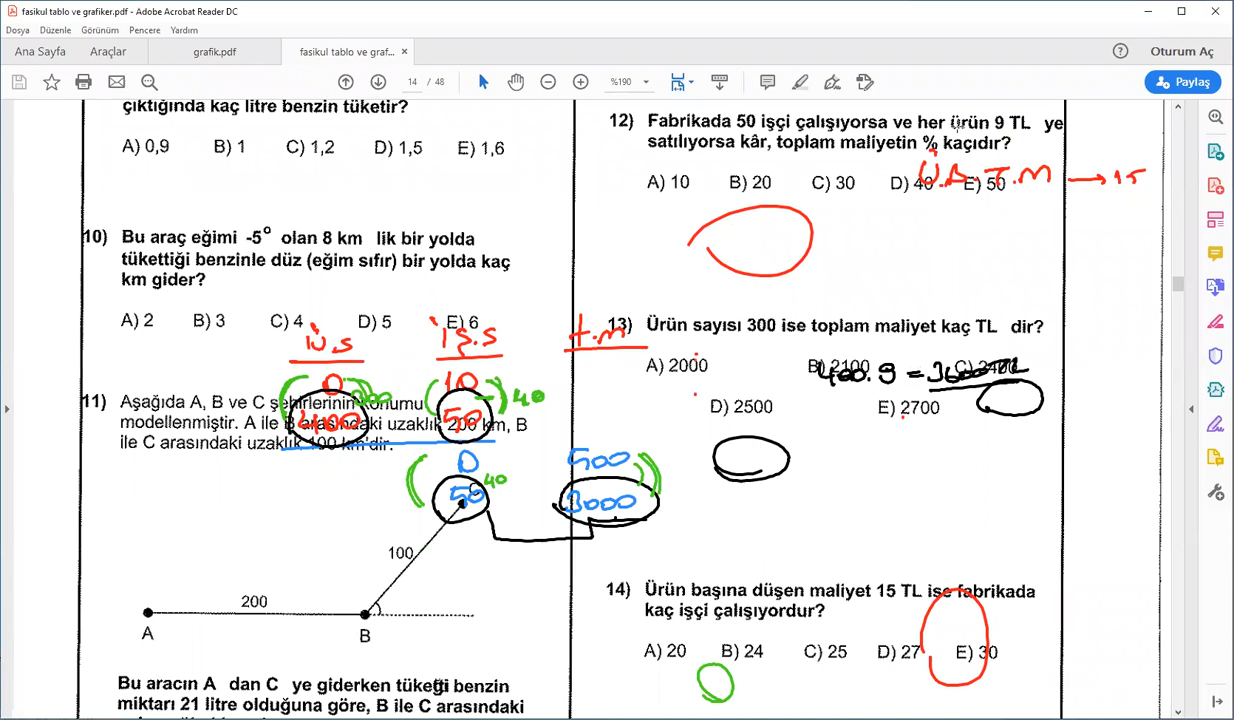 fasikul tablo ve grafiker.pdf - Adobe Acrobat Reader DC
Dosya Düzenle Görünüm Pencere Yardım
Ana Sayfa Araçlar grafik.pdf fasikul tablo ve graf... × Oturum Aç
14 / 48 %190 Paylaş
çıktığında kaç litre benzin tüketir?
A) 0,9 B) 1 C) 1,2 D) 1,5 E) 1,6
10) Bu araç eğimi -5° olan 8 km lik bir yolda
tükettiği benzinle düz (eğim sıfır) bir yolda kaç
km gider?
A) 2 B) 3 C) 4 D) 5 E) 6
Ü.S İŞ.S t.m
0 10
400 50
40
11) Aşağıda A, B ve C şehirlerinin konumu
modellenmiştir. A ile B arasındaki uzaklık 200 km, B
ile C arasındaki uzaklık 100 km'dir.
0 500
50 40 3000
C
100
200
A B
Bu aracın A dan C ye giderken tükettiği benzin
miktarı 21 litre olduğuna göre, B ile C arasındaki
12) Fabrikada 50 işçi çalışıyorsa ve her ürün 9 TL ye
satılıyorsa kâr, toplam maliyetin % kaçıdır?
A) 10 B) 20 C) 30 D) 40 E) 50
Ü.B.T.M → 15
13) Ürün sayısı 300 ise toplam maliyet kaç TL dir?
A) 2000 B) 2100 C) 2400
400.9 = 3600 TL
D) 2500 E) 2700
14) Ürün başına düşen maliyet 15 TL ise fabrikada
kaç işçi çalışıyordur?
A) 20 B) 24 C) 25 D) 27 E) 30